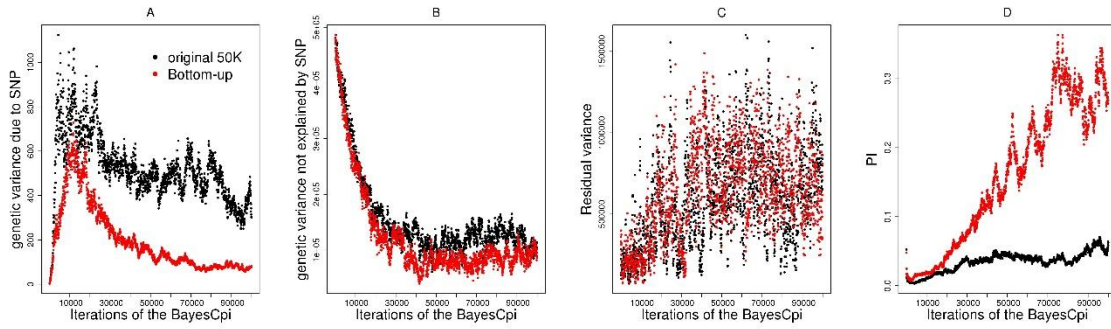 A
genetic variance due to SNP
0 200 400 600 800 1000
original 50K
Bottom-up
10000 30000 50000 70000 90000
Iterations of the BayesCpi
B
genetic variance not explained by SNP
1e+05 2e+05 3e+05 4e+05 5e+05
10000 30000 50000 70000 90000
Iterations of the BayesCpi
C
Residual variance
500000 1000000 1500000
10000 30000 50000 70000 90000
Iterations of the BayesCpi
D
PI
0.0 0.1 0.2 0.3
10000 30000 50000 70000 90000
Iterations of the BayesCpi